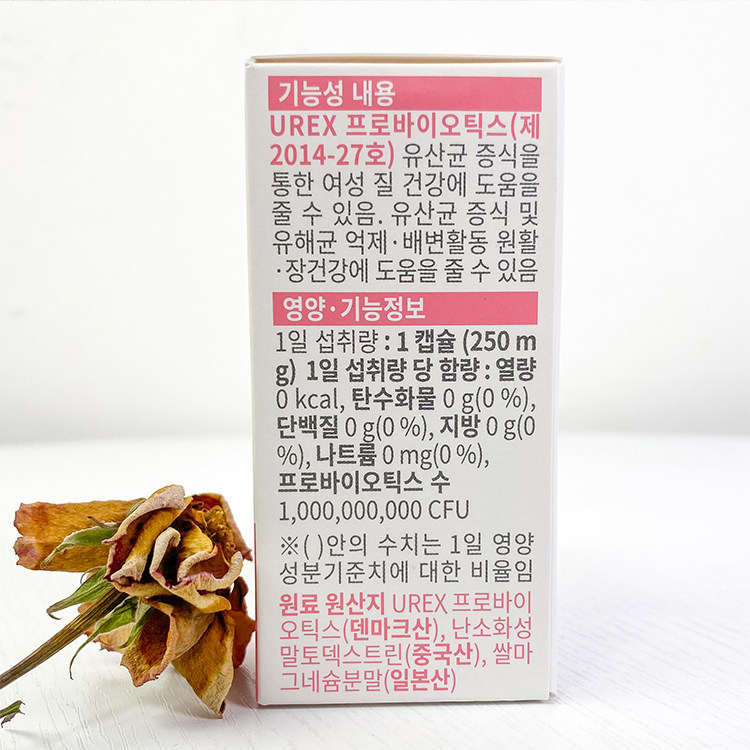 기능성 내용
UREX 프로바이오틱스(제
2014-27호) 유산균 증식을
통한 여성 질 건강에 도움을
줄 수 있음. 유산균 증식 및
유해균 억제·배변활동 원활
·장건강에 도움을 줄 수 있음
영양·기능정보
1일 섭취량 : 1 캡슐 (250 m
g) 1일 섭취량 당 함량 : 열량
0 kcal, 탄수화물 0 g(0 %),
단백질 0 g(0 %), 지방 0 g(0
%), 나트륨 0 mg(0 %),
프로바이오틱스 수
1,000,000,000 CFU
※( )안의 수치는 1일 영양
성분기준치에 대한 비율임
원료 원산지 UREX 프로바이
오틱스(덴마크산), 난소화성
말토덱스트린(중국산), 쌀마
그네슘분말(일본산)